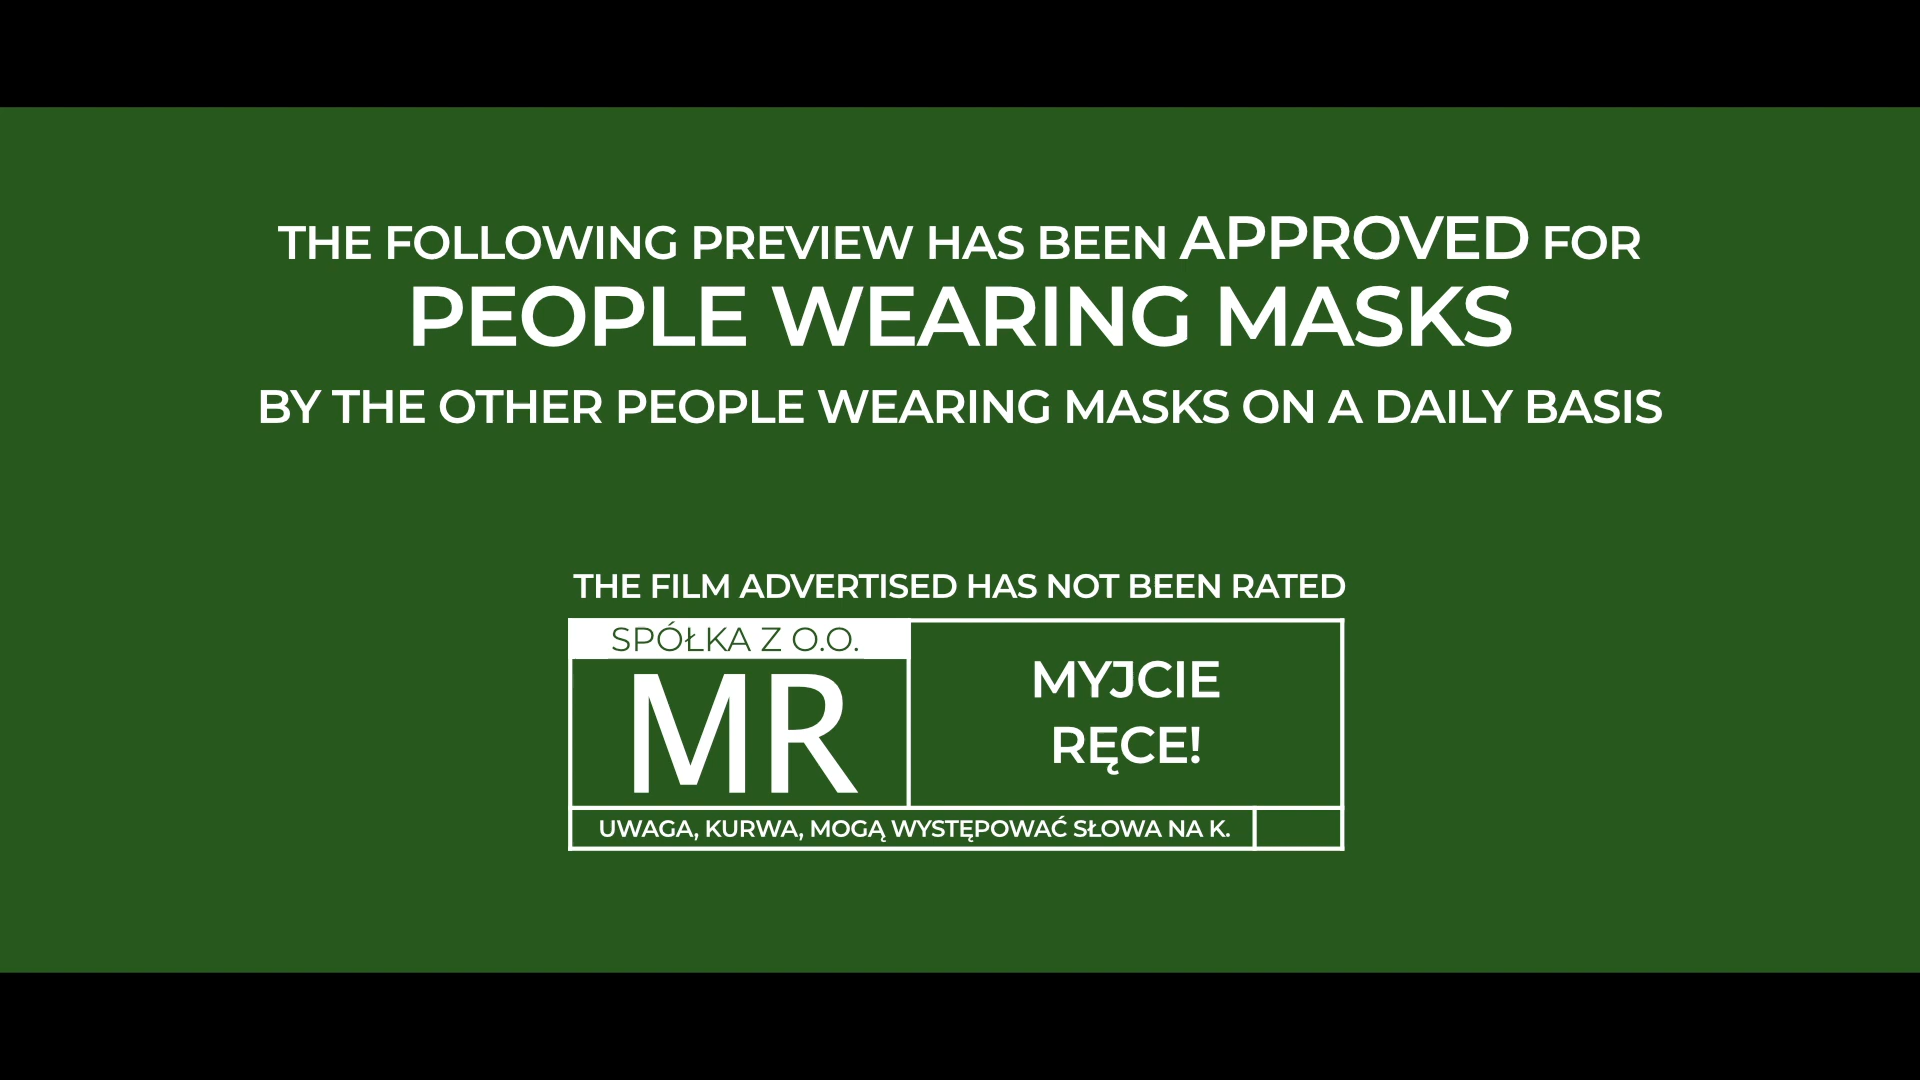 THE FOLLOWING PREVIEW HAS BEEN APPROVED FOR
PEOPLE WEARING MASKS
BY THE OTHER PEOPLE WEARING MASKS ON A DAILY BASIS
THE FILM ADVERTISED HAS NOT BEEN RATED
SPÓŁKA Z O.O.
MR
MYJCIE
RĘCE!
UWAGA, KURWA, MOGĄ WYSTĘPOWAĆ SŁOWA NA K.